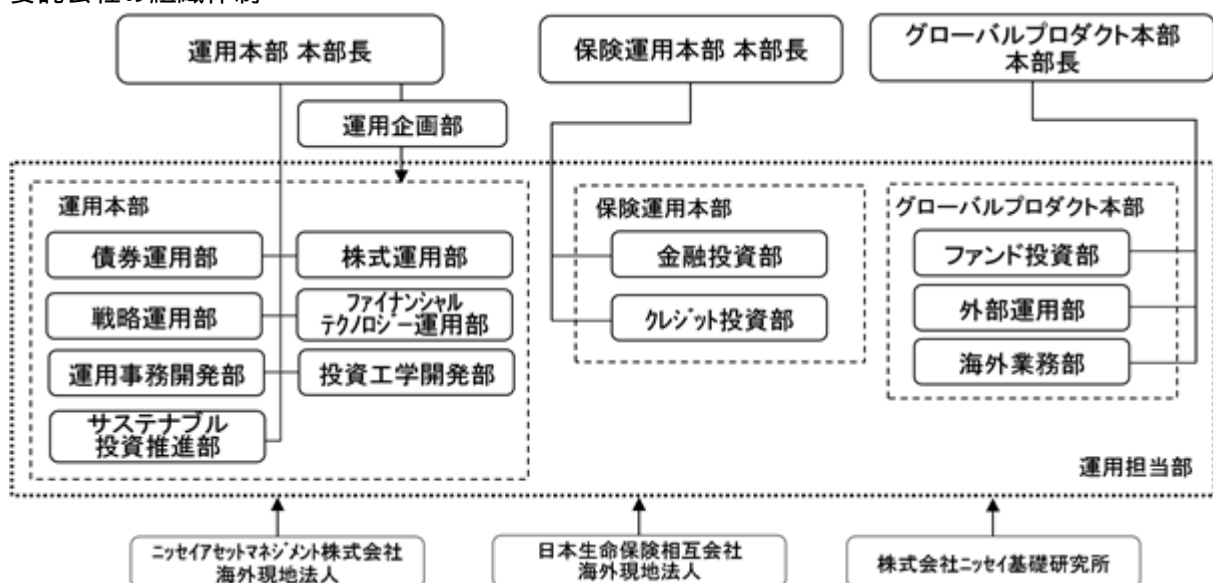 委託会社の組織体制
運用本部 本部長
保険運用本部 本部長
グローバルプロダクト本部
本部長
運用企画部
運用本部
保険運用本部
グローバルプロダクト本部
債券運用部
株式運用部
金融投資部
ファンド投資部
戦略運用部
ファイナンシャル
テクノロジー運用部
クレジット投資部
外部運用部
運用事務開発部
投資工学開発部
海外業務部
サステナブル
投資推進部
運用担当部
ニッセイアセットマネジメント株式会社
海外現地法人
日本生命保険相互会社
海外現地法人
株式会社ニッセイ基礎研究所